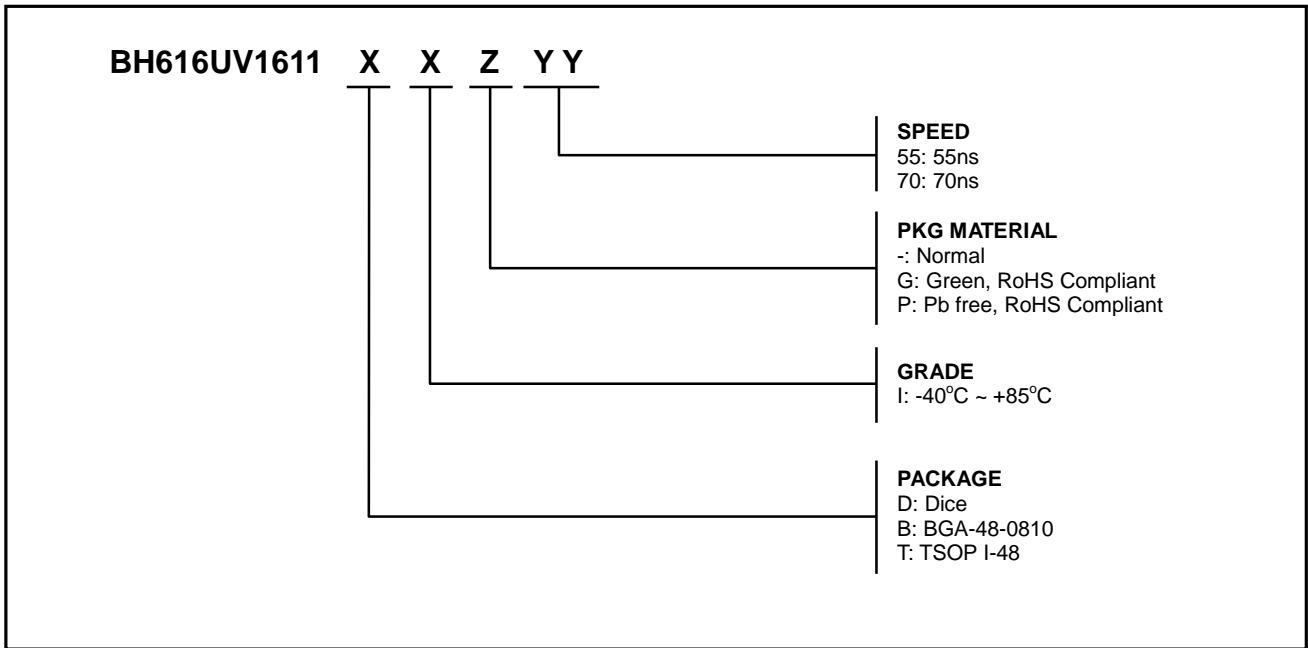 BH616UV1611 X X Z Y Y
SPEED
55: 55ns
70: 70ns
PKG MATERIAL
-: Normal
G: Green, RoHS Compliant
P: Pb free, RoHS Compliant
GRADE
I: -40°C ~ +85°C
PACKAGE
D: Dice
B: BGA-48-0810
T: TSOP I-48